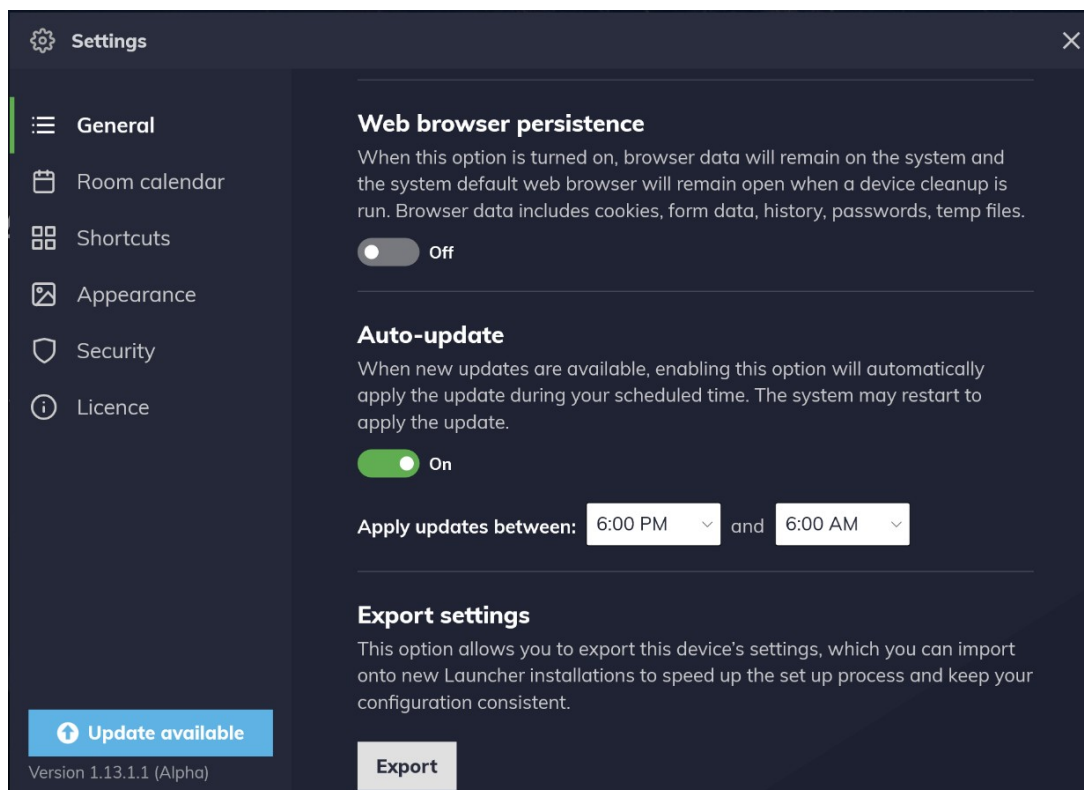 Settings
General
Room calendar
Shortcuts
Appearance
Security
Licence
Update available
Version 1.13.1.1 (Alpha)
Web browser persistence
When this option is turned on, browser data will remain on the system and
the system default web browser will remain open when a device cleanup is
run. Browser data includes cookies, form data, history, passwords, temp files.
Off
Auto-update
When new updates are available, enabling this option will automatically
apply the update during your scheduled time. The system may restart to
apply the update.
On
Apply updates between: 6:00 PM and 6:00 AM
Export settings
This option allows you to export this device's settings, which you can import
onto new Launcher installations to speed up the set up process and keep your
configuration consistent.
Export